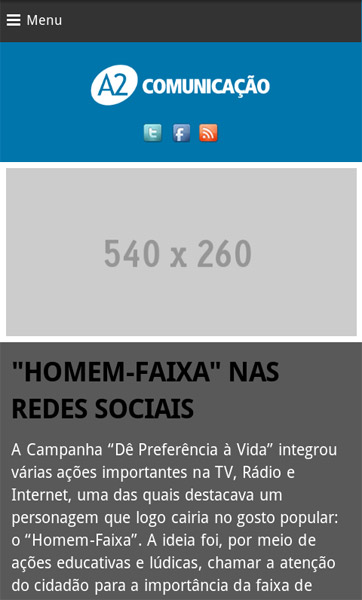 Menu
A2 COMUNICAÇÃO
540 x 260
"HOMEM-FAIXA" NAS
REDES SOCIAIS
A Campanha “Dê Preferência à Vida” integrou
várias ações importantes na TV, Rádio e
Internet, uma das quais destacava um
personagem que logo cairia no gosto popular:
o “Homem-Faixa”. A ideia foi, por meio de
ações educativas e lúdicas, chamar a atenção
do cidadão para a importância da faixa de